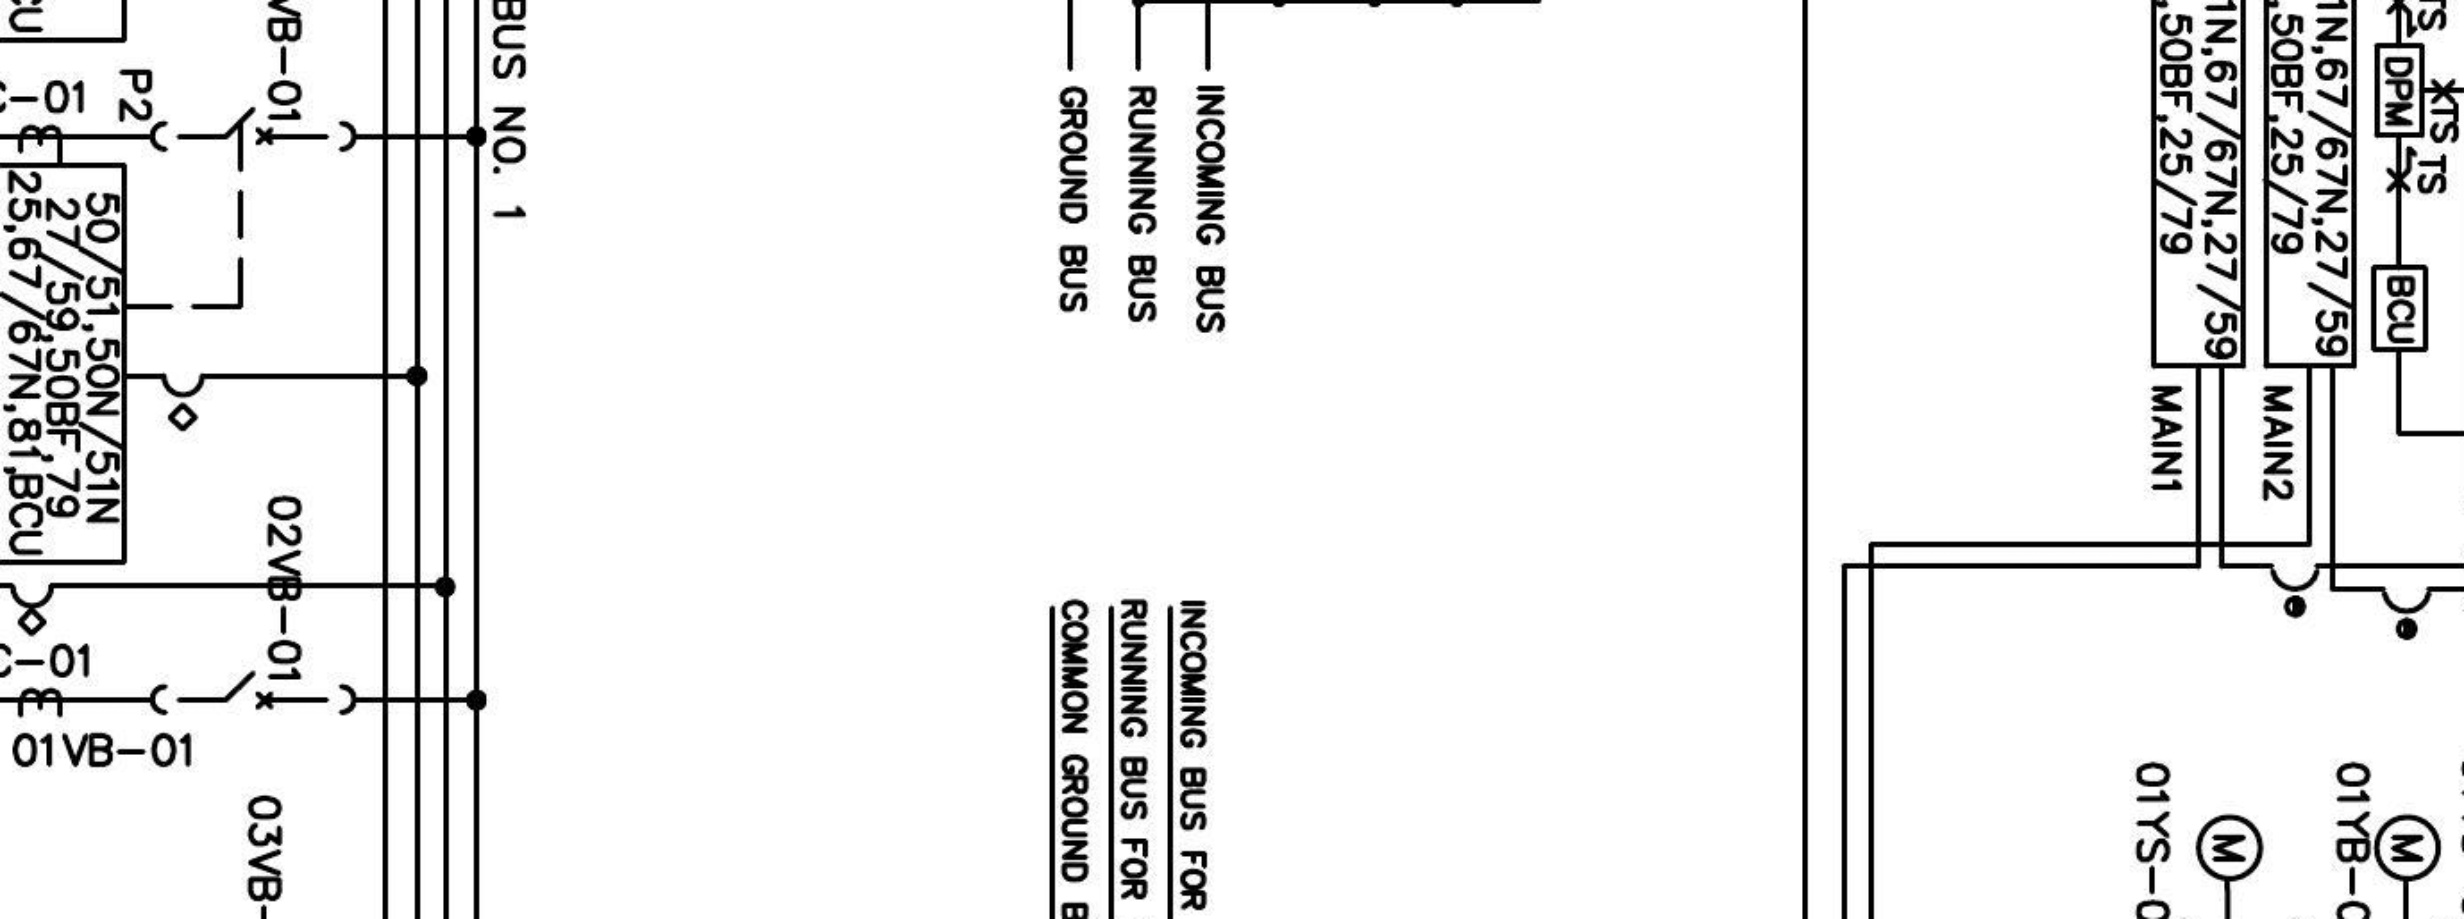 BUS NO. 1
VB-01
P2
-01
50/51,50N/51N
27/59,50BF,79
25,67/67N,81,BCU
CU
02VB-01
-01
01VB-01
03VB-
INCOMING BUS
RUNNING BUS
GROUND BUS
INCOMING BUS FOR
RUNNING BUS FOR
COMMON GROUND B
TS
DPM
TS
TS
BCU
1N,67/67N,27/59
,50BF,25/79
MAIN2
1N,67/67N,27/59
,50BF,25/79
MAIN1
M
01YB-0
M
01YS-0